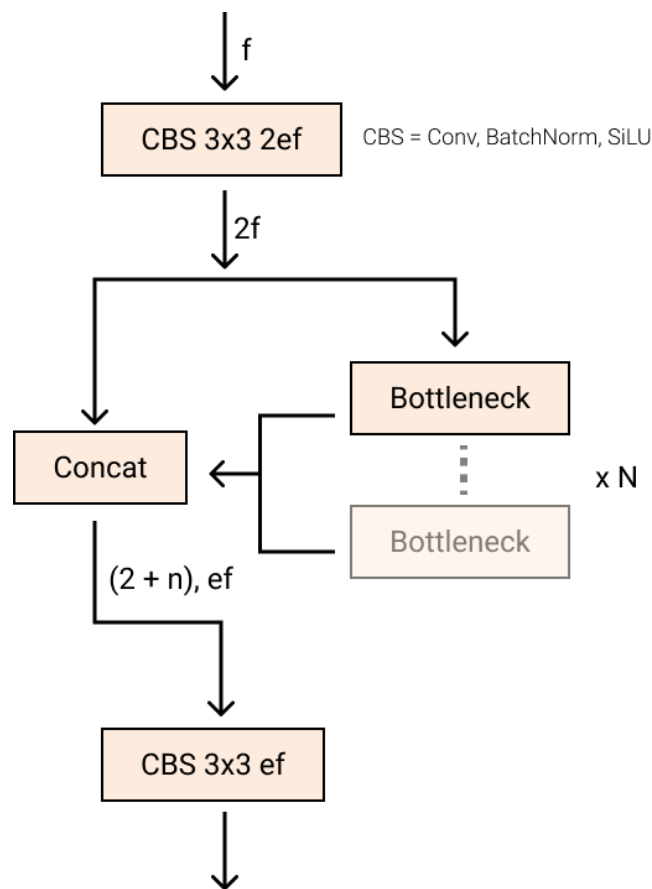 f
CBS 3x3 2ef
CBS = Conv, BatchNorm, SiLU
2f
Bottleneck
Concat
x N
Bottleneck
(2 + n), ef
CBS 3x3 ef